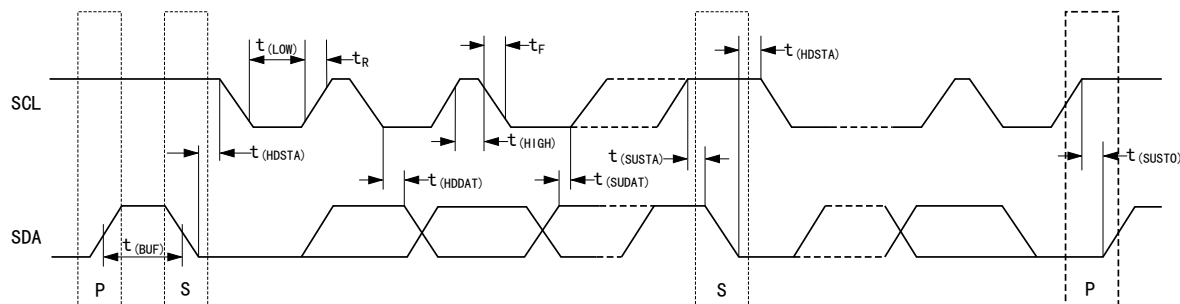 t(LOW)
tR
tF
t(HDSTA)
SCL
t(HDSTA)
t(HIGH)
t(SUSTA)
t(SUSTO)
t(HDDAT)
t(SUDAT)
SDA
t(BUF)
P
S
S
P